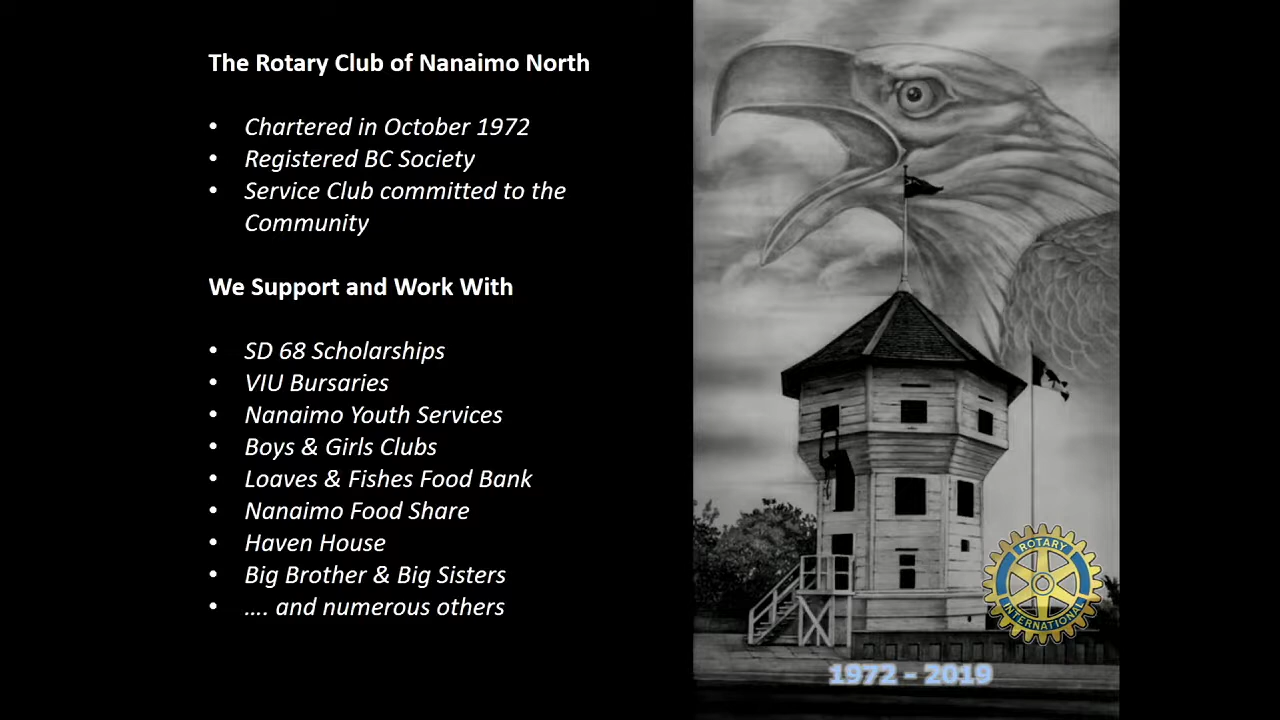 The Rotary Club of Nanaimo North
• Chartered in October 1972
• Registered BC Society
• Service Club committed to the
Community
We Support and Work With
• SD 68 Scholarships
• VIU Bursaries
• Nanaimo Youth Services
• Boys & Girls Clubs
• Loaves & Fishes Food Bank
• Nanaimo Food Share
• Haven House
• Big Brother & Big Sisters
• …. and numerous others
ROTARY
INTERNATIONAL
1972 - 2019